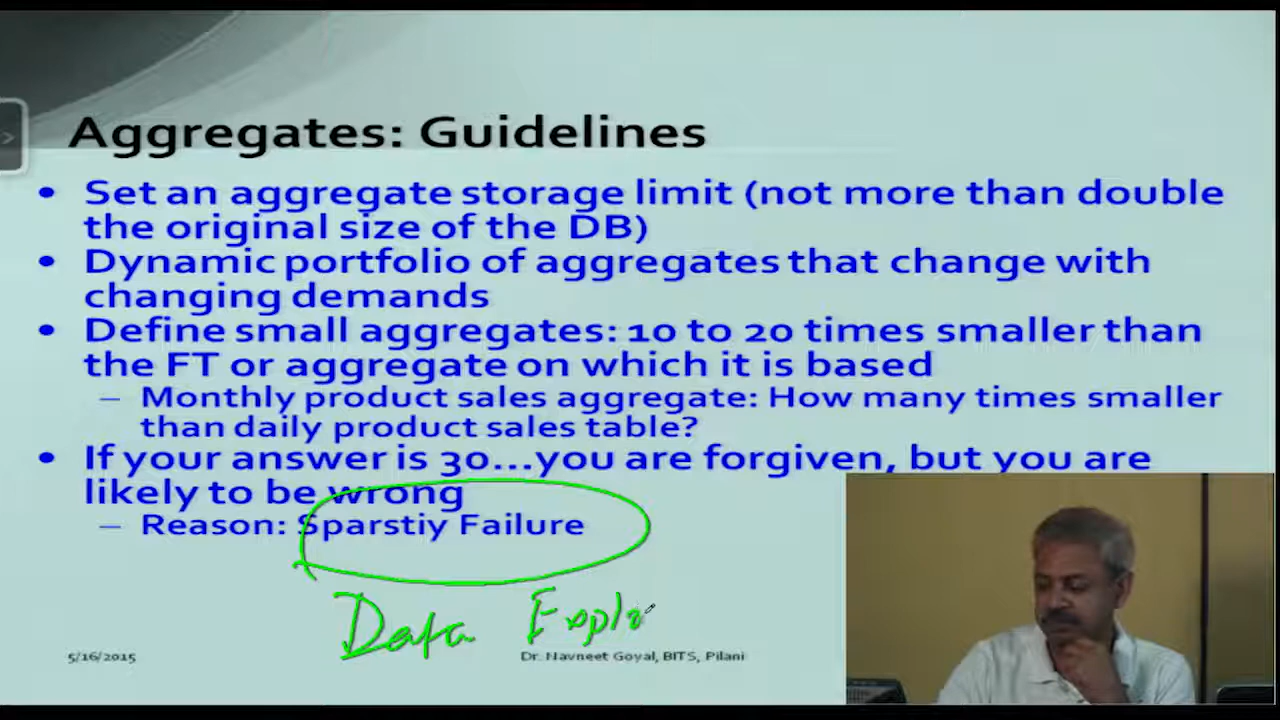 Aggregates: Guidelines
• Set an aggregate storage limit (not more than double
the original size of the DB)
• Dynamic portfolio of aggregates that change with
changing demands
• Define small aggregates: 10 to 20 times smaller than
the FT or aggregate on which it is based
– Monthly product sales aggregate: How many times smaller
than daily product sales table?
• If your answer is 30...you are forgiven, but you are
likely to be wrong
– Reason: Sparstiy Failure
Data
5/16/2015
Dr. Navneet Goyal, BITS, Pilani